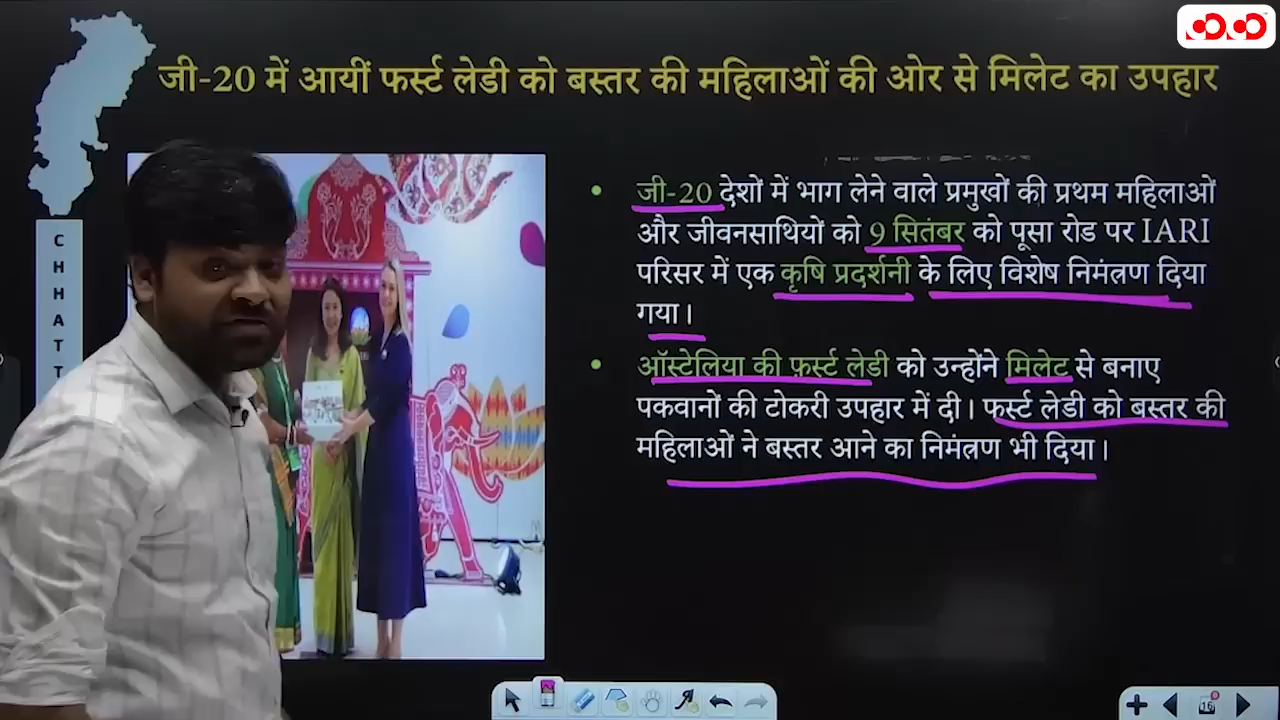 जी-20 में आयीं फर्स्ट लेडी को बस्तर की महिलाओं की ओर से मिलेट का उपहार
C
H
H
A
T
T
• जी-20 देशों में भाग लेने वाले प्रमुखों की प्रथम महिलाओं
और जीवनसाथियों को 9 सितंबर को पूसा रोड पर IARI
परिसर में एक कृषि प्रदर्शनी के लिए विशेष निमंत्रण दिया
गया।
• ऑस्टेलिया की फ़र्स्ट लेडी को उन्होंने मिलेट से बनाए
पकवानों की टोकरी उपहार में दी। फर्स्ट लेडी को बस्तर की
महिलाओं ने बस्तर आने का निमंत्रण भी दिया।
16